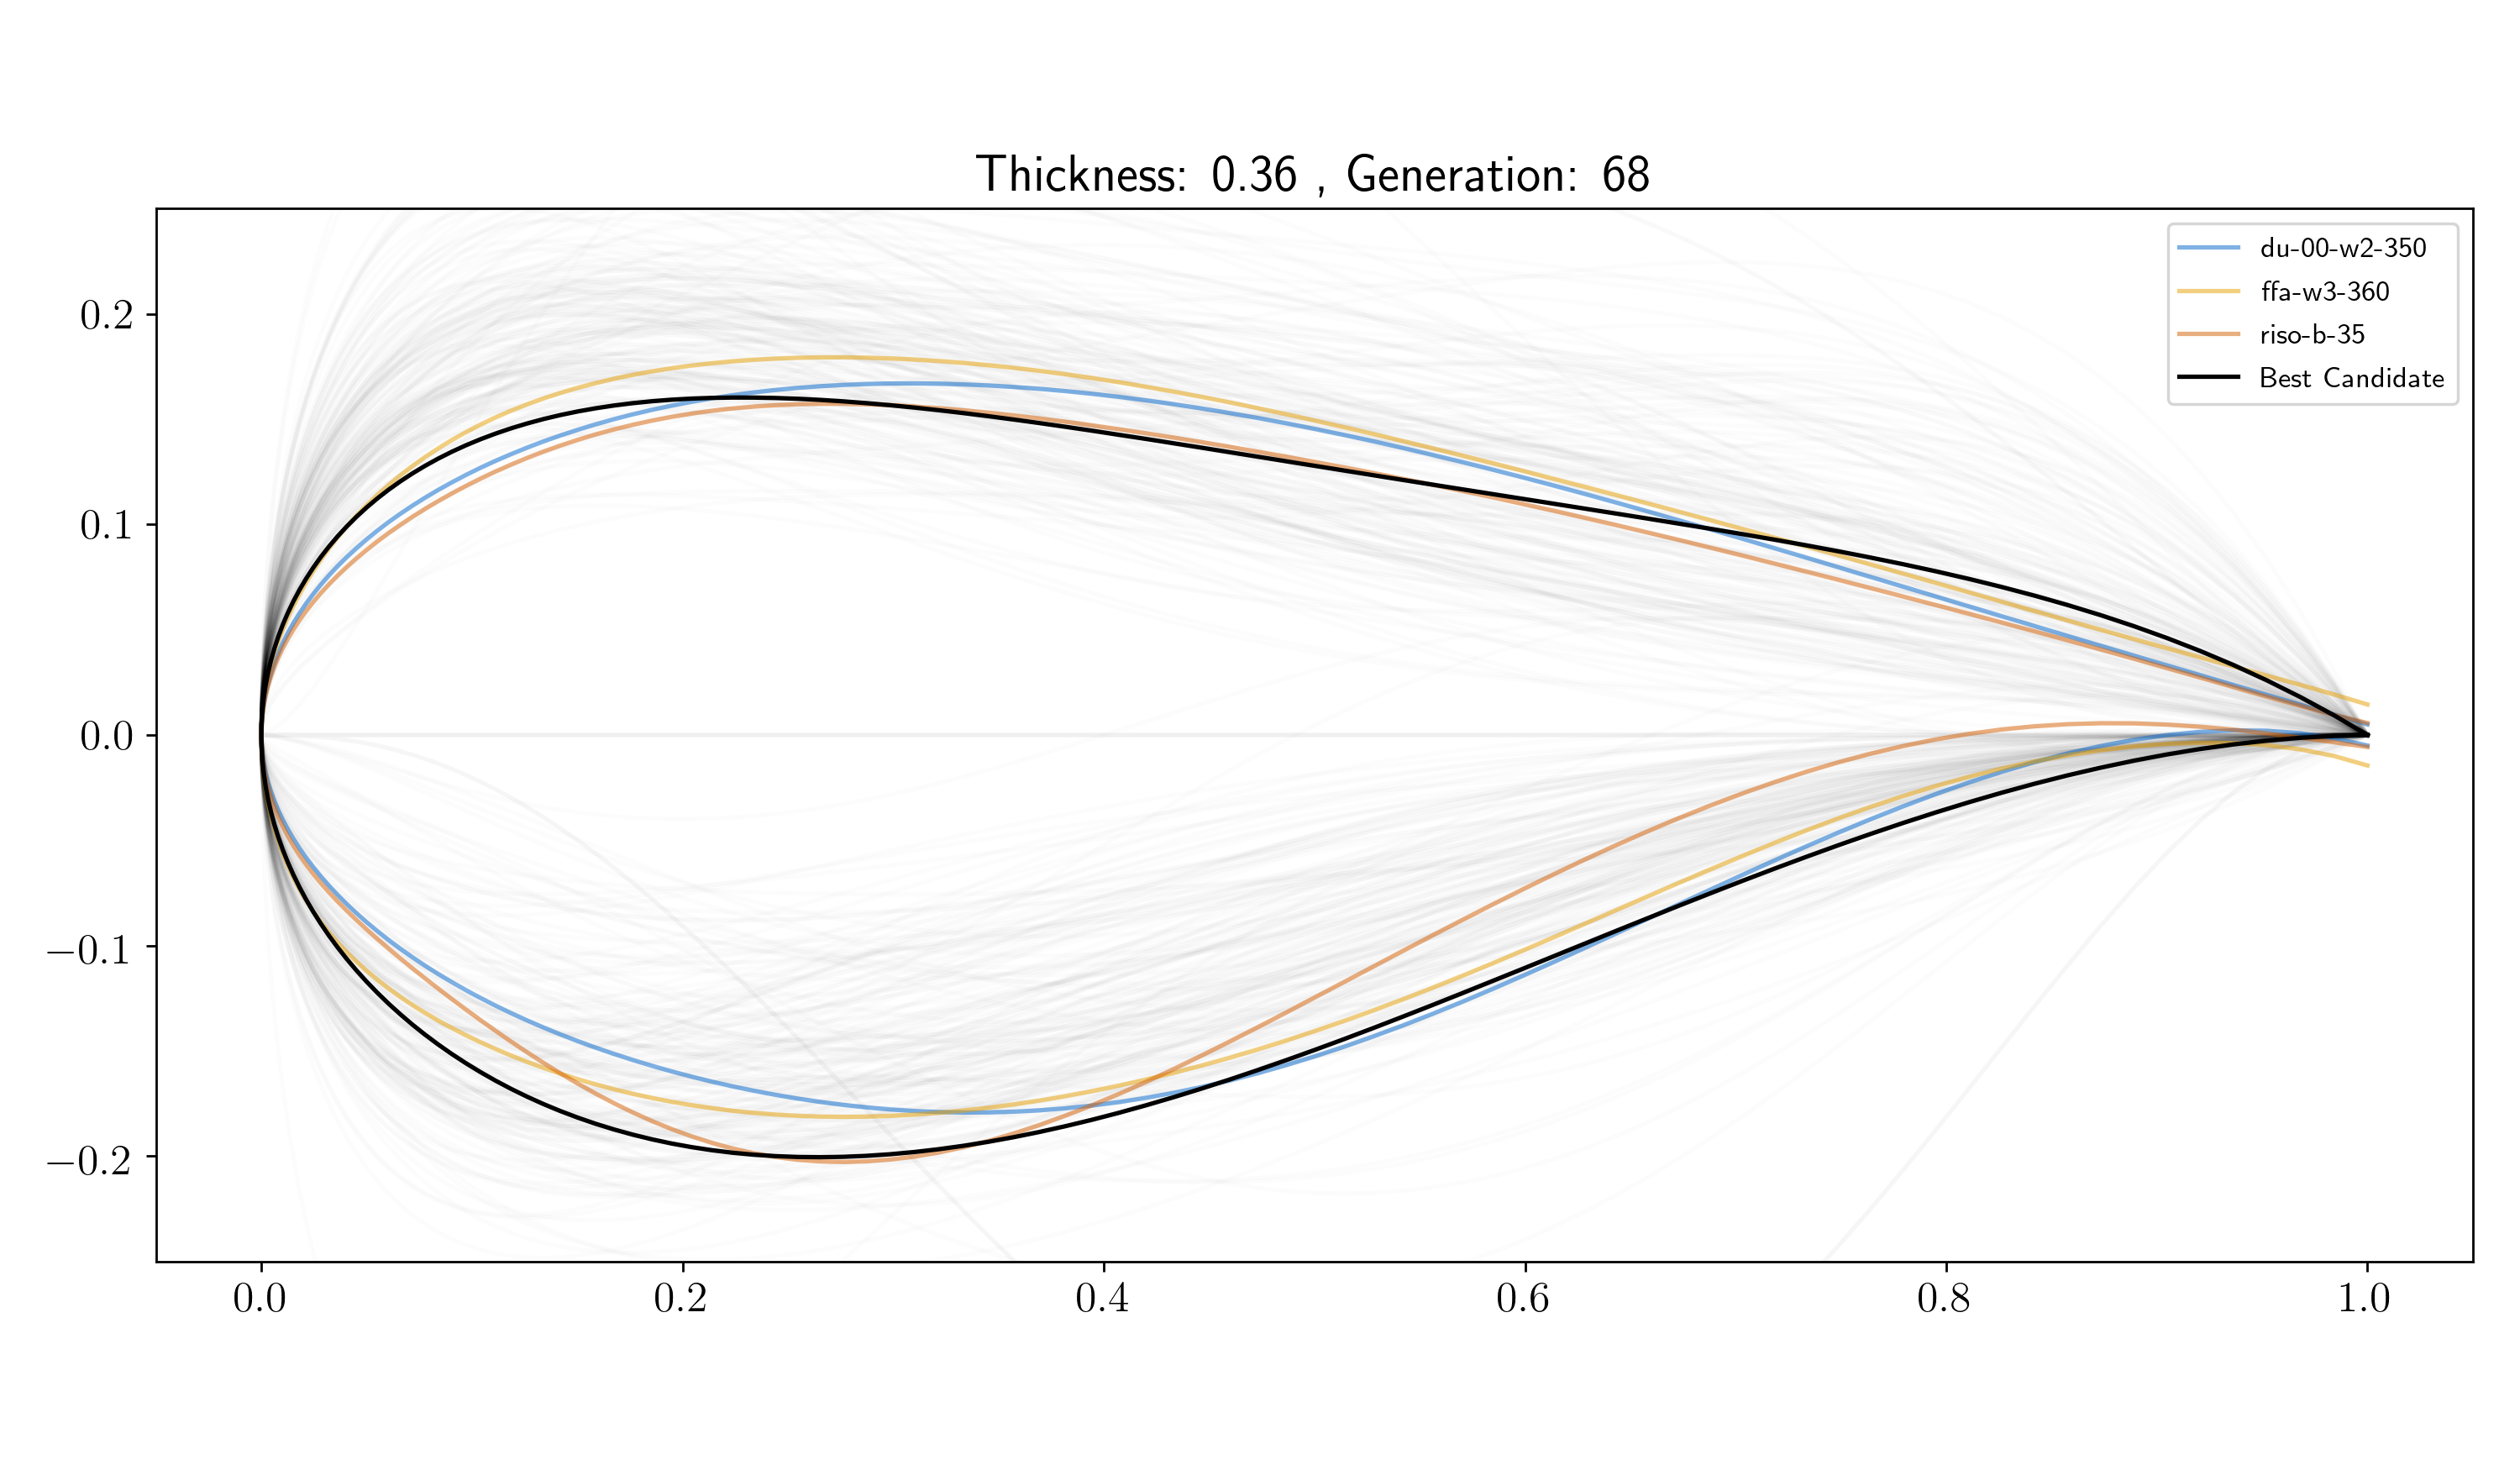 Thickness: 0.36 , Generation: 68
du-00-w2-350
ffa-w3-360
riso-b-35
Best Candidate
0.2
0.1
0.0
−0.1
−0.2
0.0 0.2 0.4 0.6 0.8 1.0